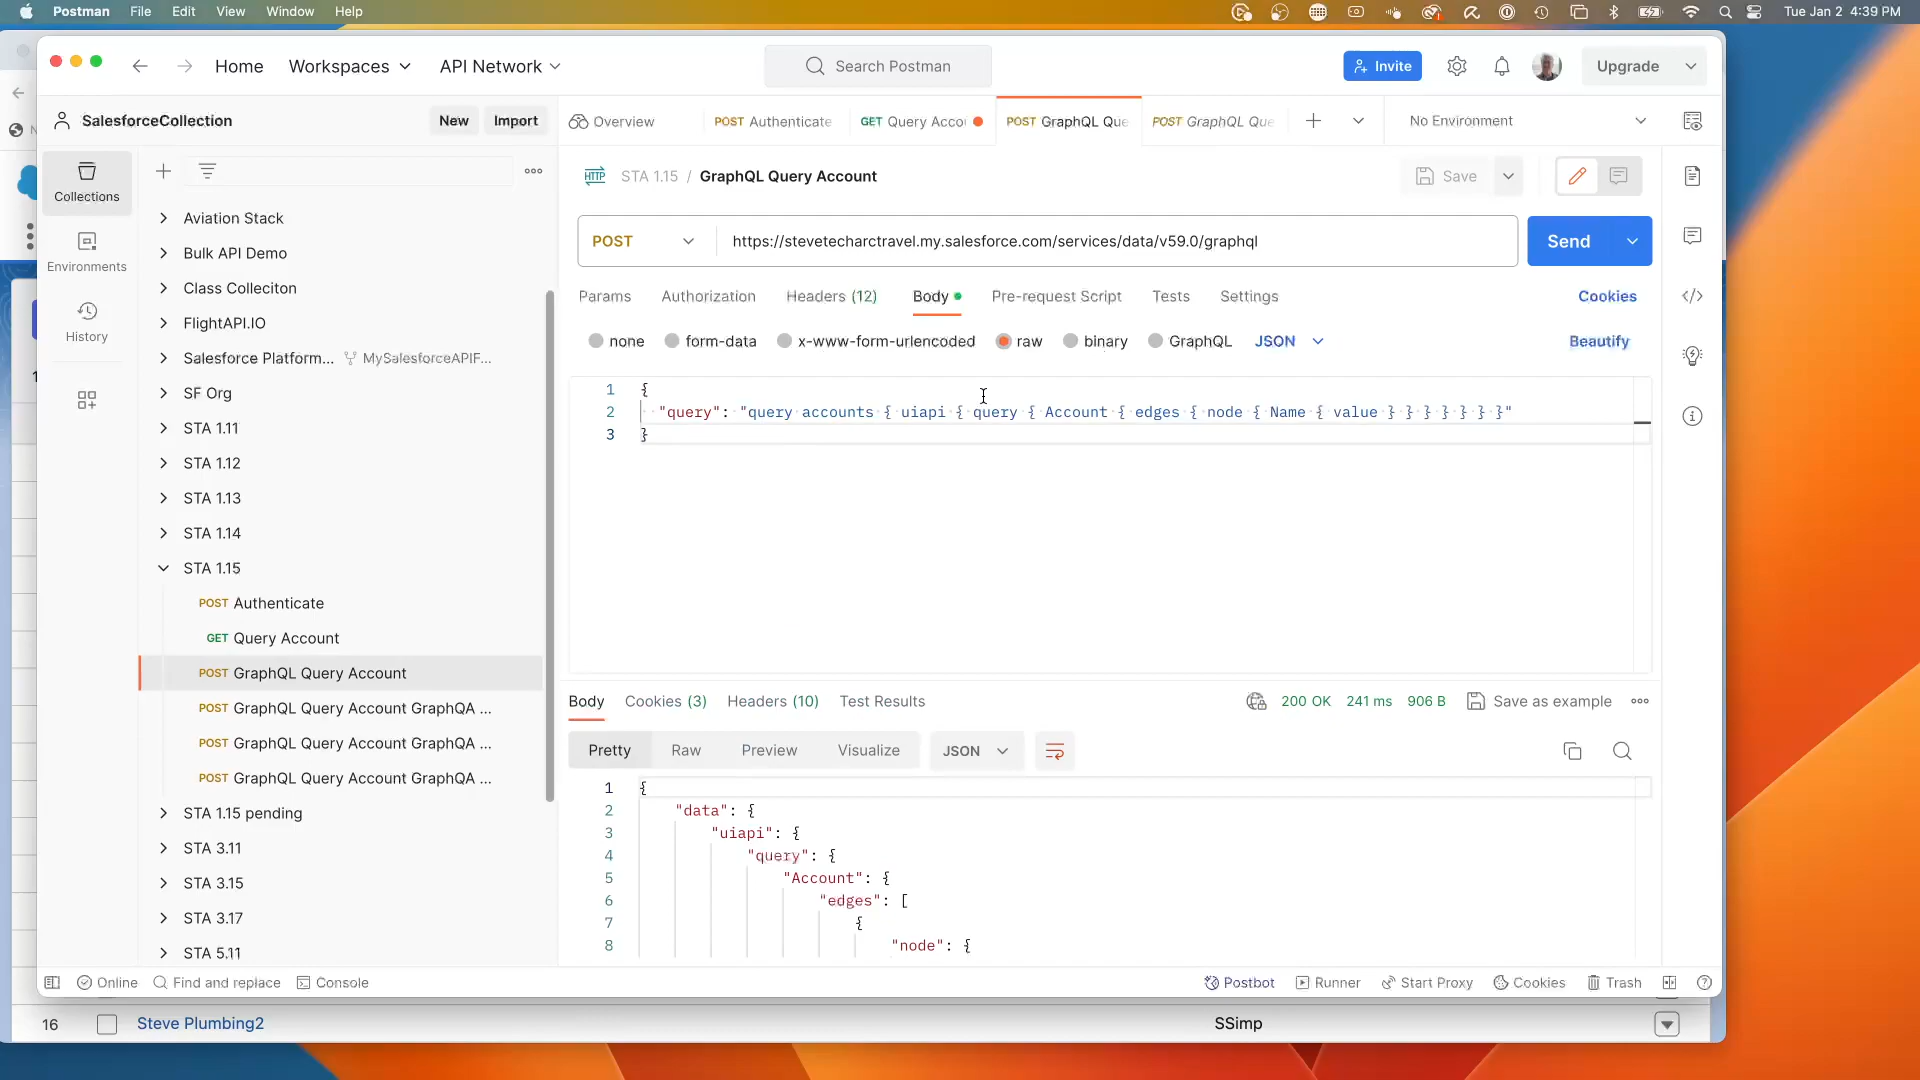 Postman File Edit View Window Help
Tue Jan 2 4:39 PM
Home Workspaces API Network
Search Postman
Invite
Upgrade
SalesforceCollection
New Import
Overview
POST Authenticate
GET Query Accou
POST GraphQL Que
POST GraphQL Que
No Environment
Collections
Environments
History
Aviation Stack
Bulk API Demo
Class Colleciton
FlightAPI.IO
Salesforce Platform... MySalesforceAPIF...
SF Org
STA 1.11
STA 1.12
STA 1.13
STA 1.14
STA 1.15
POST Authenticate
GET Query Account
POST GraphQL Query Account
POST GraphQL Query Account GraphQA ...
POST GraphQL Query Account GraphQA ...
POST GraphQL Query Account GraphQA ...
STA 1.15 pending
STA 3.11
STA 3.15
STA 3.17
STA 5.11
HTTP STA 1.15 / GraphQL Query Account
Save
POST https://stevetecharctravel.my.salesforce.com/services/data/v59.0/graphql
Send
Params Authorization Headers (12) Body Pre-request Script Tests Settings
Cookies
none form-data x-www-form-urlencoded raw binary GraphQL JSON
Beautify
1 {
2 "query": "query accounts { uiapi { query { Account { edges { node { Name { value } } } } } } }"
3 }
Body Cookies (3) Headers (10) Test Results
200 OK 241 ms 906 B Save as example
Pretty Raw Preview Visualize JSON
1 {
2 "data": {
3 "uiapi": {
4 "query": {
5 "Account": {
6 "edges": [
7 {
8 "node": {
Online Find and replace Console
Postbot Runner Start Proxy Cookies Trash
16 Steve Plumbing2 SSimp